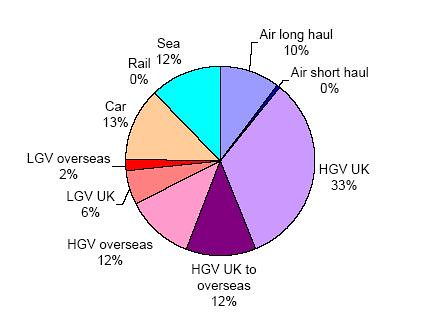 Air long haul
10%
Air short haul
0%
HGV UK
33%
HGV UK to
overseas
12%
HGV overseas
12%
LGV UK
6%
LGV overseas
2%
Car
13%
Rail
0%
Sea
12%